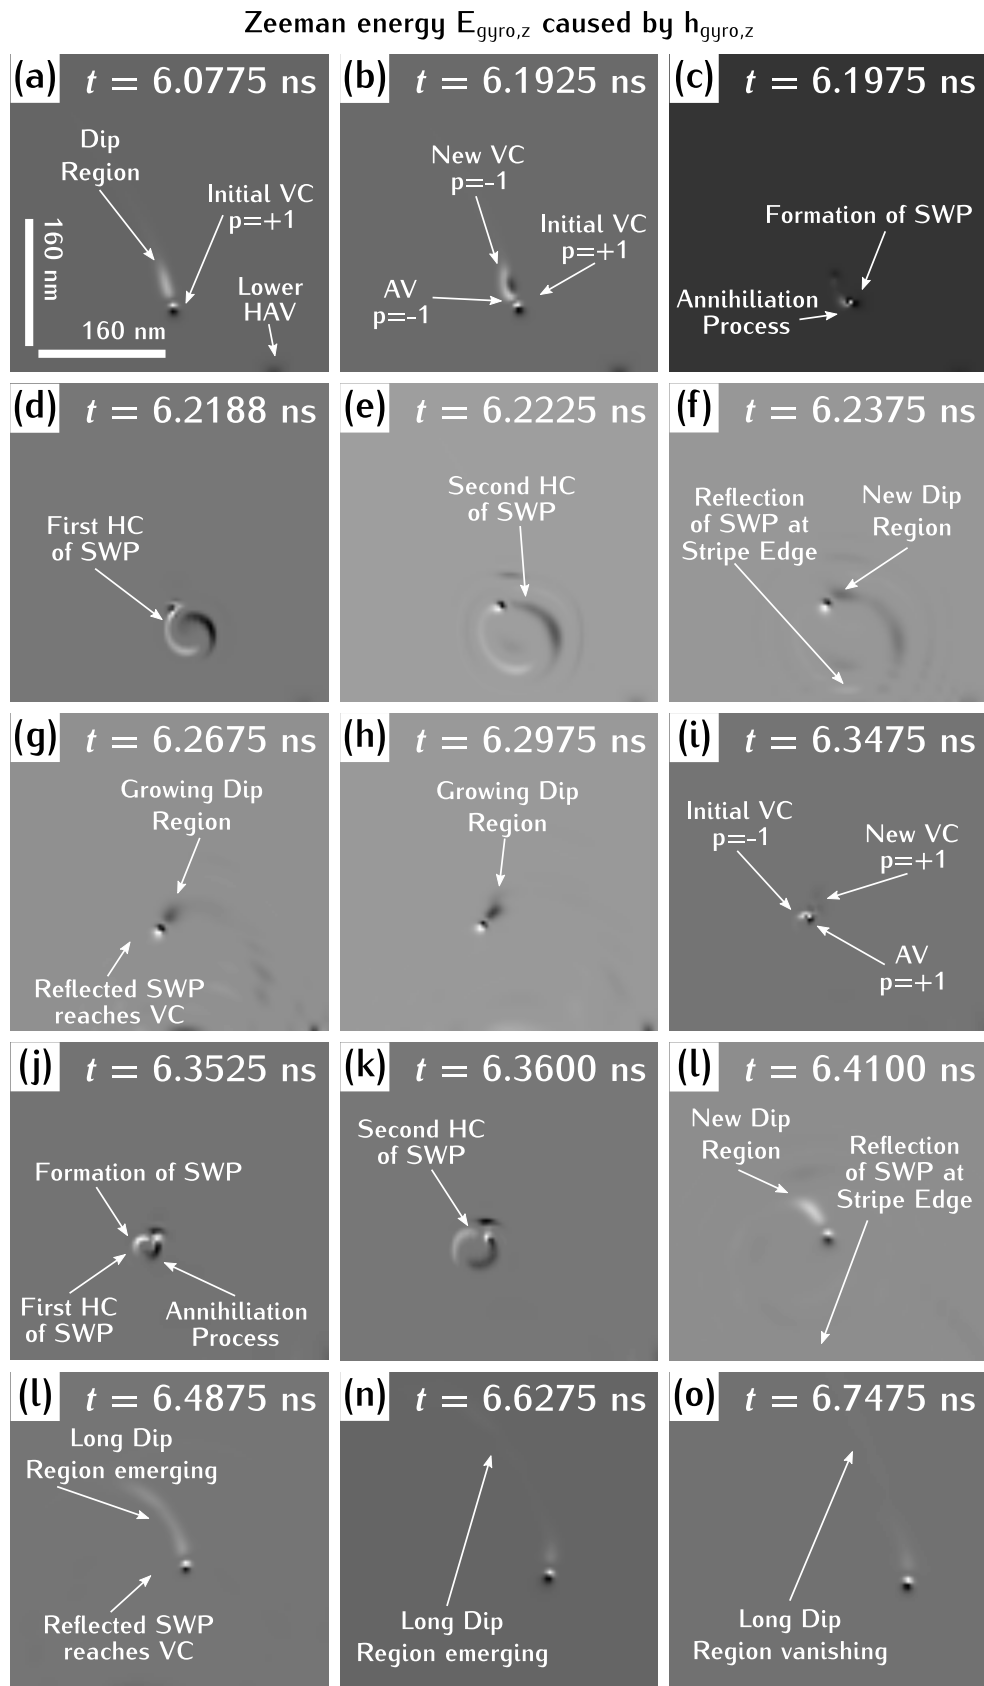 Zeeman energy Egyro,z caused by hgyro,z
(a) t = 6.0775 ns
Dip
Region
Initial VC
p=+1
160 nm
160 nm
Lower
HAV
(b) t = 6.1925 ns
New VC
p=-1
Initial VC
p=+1
AV
p=-1
(c) t = 6.1975 ns
Formation of SWP
Annihiliation
Process
(d) t = 6.2188 ns
First HC
of SWP
(e) t = 6.2225 ns
Second HC
of SWP
(f) t = 6.2375 ns
Reflection
of SWP at
Stripe Edge
New Dip
Region
(g) t = 6.2675 ns
Growing Dip
Region
Reflected SWP
reaches VC
(h) t = 6.2975 ns
Growing Dip
Region
(i) t = 6.3475 ns
Initial VC
p=-1
New VC
p=+1
AV
p=+1
(j) t = 6.3525 ns
Formation of SWP
First HC
of SWP
Annihiliation
Process
(k) t = 6.3600 ns
Second HC
of SWP
(l) t = 6.4100 ns
New Dip
Region
Reflection
of SWP at
Stripe Edge
(l) t = 6.4875 ns
Long Dip
Region emerging
Reflected SWP
reaches VC
(n) t = 6.6275 ns
Long Dip
Region emerging
(o) t = 6.7475 ns
Long Dip
Region vanishing